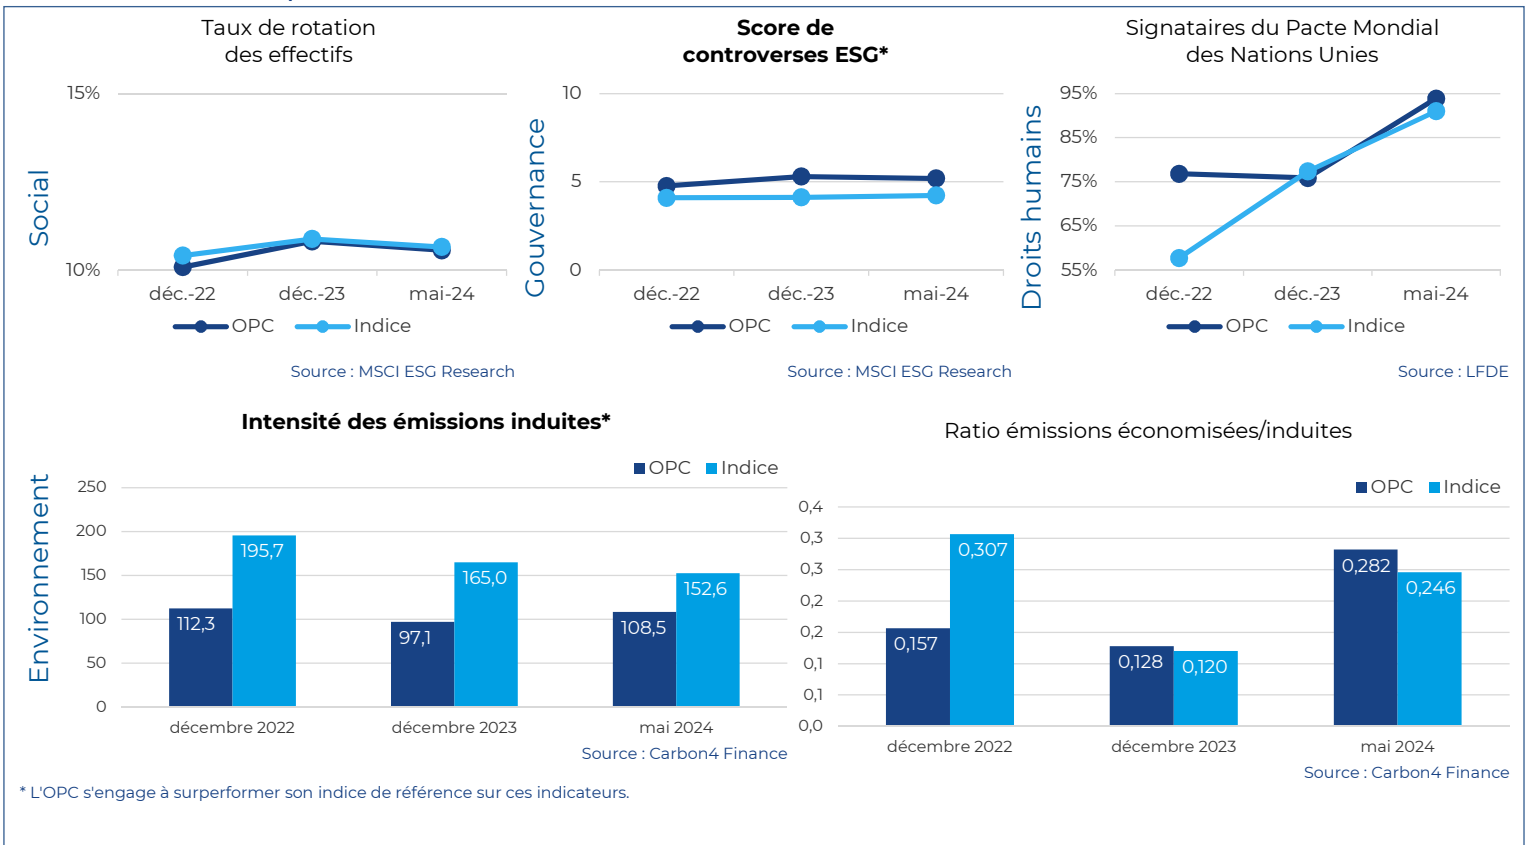 Taux de rotation
des effectifs
15%
10%
Social
déc.-22
déc.-23
mai-24
OPC
Indice
Source : MSCI ESG Research
Score de
controverses ESG*
10
5
0
Gouvernance
déc.-22
déc.-23
mai-24
OPC
Indice
Source : MSCI ESG Research
Signataires du Pacte Mondial
des Nations Unies
95%
85%
75%
65%
55%
Droits humains
déc.-22
déc.-23
mai-24
OPC
Indice
Source : LFDE
Intensité des émissions induites*
OPC
Indice
Environnement
250
200
150
100
50
0
112,3
195,7
97,1
165,0
108,5
152,6
décembre 2022
décembre 2023
mai 2024
Source : Carbon4 Finance
Ratio émissions économisées/induites
OPC
Indice
0,4
0,3
0,3
0,2
0,2
0,1
0,1
0,0
0,157
0,307
0,128
0,120
0,282
0,246
décembre 2022
décembre 2023
mai 2024
Source : Carbon4 Finance
* L'OPC s'engage à surperformer son indice de référence sur ces indicateurs.